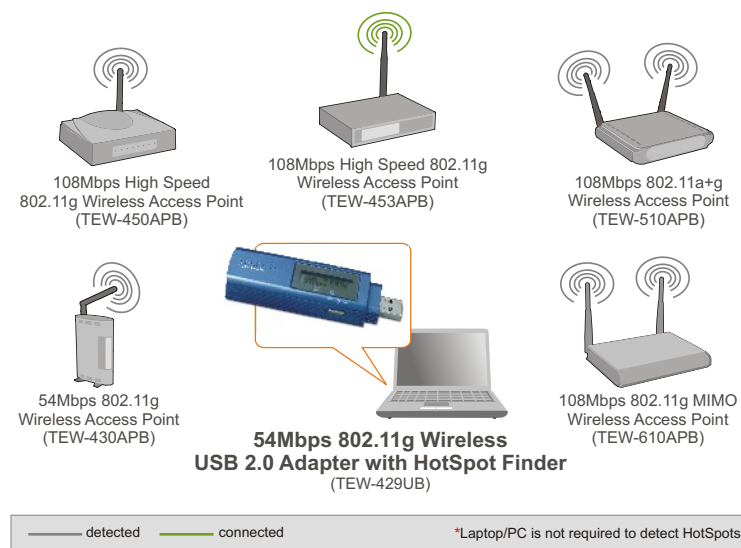 108Mbps High Speed
802.11g Wireless Access Point
(TEW-450APB)
108Mbps High Speed 802.11g
Wireless Access Point
(TEW-453APB)
108Mbps 802.11a+g
Wireless Access Point
(TEW-510APB)
54Mbps 802.11g
Wireless Access Point
(TEW-430APB)
108Mbps 802.11g MIMO
Wireless Access Point
(TEW-610APB)
54Mbps 802.11g Wireless
USB 2.0 Adapter with HotSpot Finder
(TEW-429UB)
detected
connected
*Laptop/PC is not required to detect HotSpots